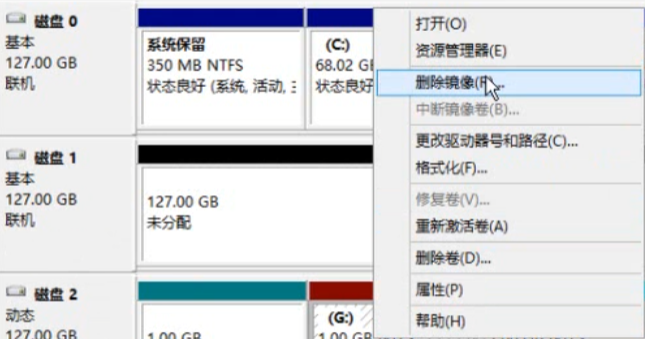 磁盘 0
基本
127.00 GB
联机
系统保留
350 MB NTFS
状态良好 (系统, 活动, 主
(C:)
68.02 GB
状态良好
磁盘 1
基本
127.00 GB
联机
127.00 GB
未分配
磁盘 2
动态
127.00 GB
1.00 GB
(G:)
1.00 GB
打开(O)
资源管理器(E)
删除镜像(R)...
中断镜像卷(B)...
更改驱动器号和路径(C)...
格式化(F)...
修复卷(V)...
重新激活卷(A)
删除卷(D)...
属性(P)
帮助(H)